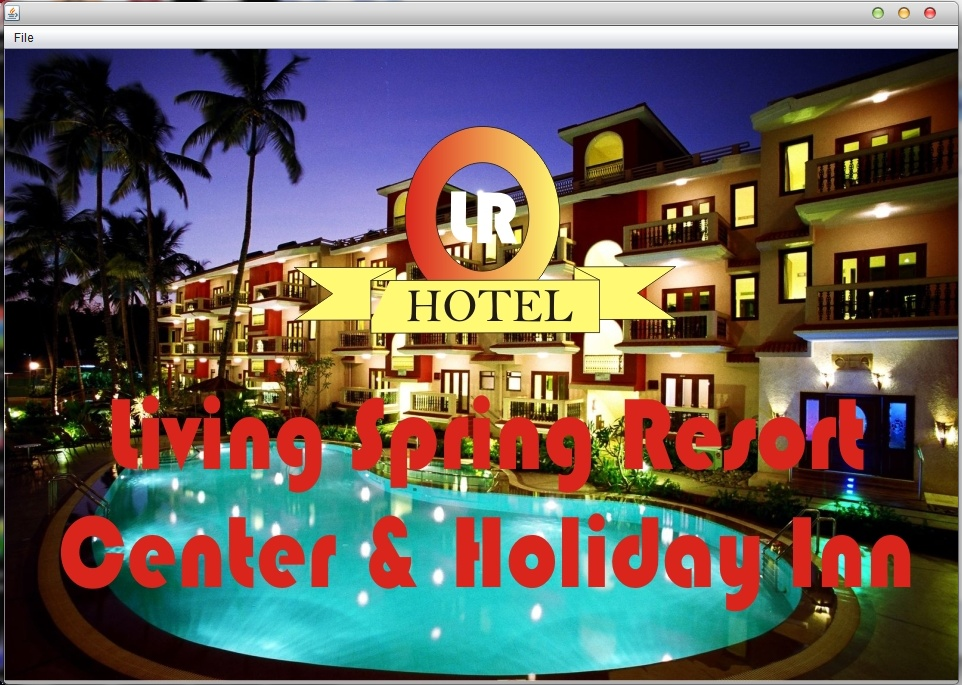 File
LR
HOTEL
Living Spring Resort
Center & Holiday Inn